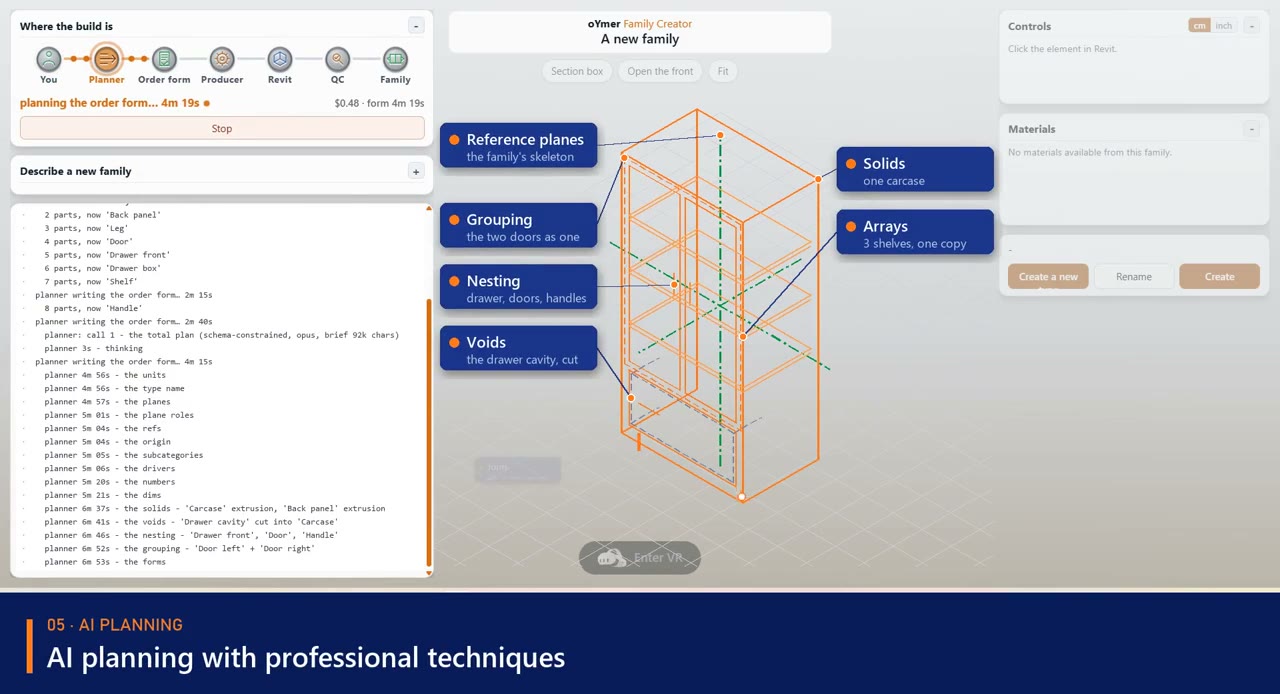 Where the build is
-
You
Planner
Order form
Producer
Revit
QC
Family
planning the order form... 4m 19s
$0.48 · form 4m 19s
Stop
Describe a new family
+
2 parts, now 'Back panel'
3 parts, now 'Leg'
4 parts, now 'Door'
5 parts, now 'Drawer front'
6 parts, now 'Drawer box'
7 parts, now 'Shelf'
planner writing the order form… 2m 15s
8 parts, now 'Handle'
planner writing the order form… 2m 40s
planner: call 1 - the total plan (schema-constrained, opus, brief 92k chars)
planner 3s - thinking
planner writing the order form… 4m 15s
planner 4m 56s - the units
planner 4m 56s - the type name
planner 4m 57s - the planes
planner 5m 01s - the plane roles
planner 5m 04s - the refs
planner 5m 04s - the origin
planner 5m 05s - the subcategories
planner 5m 06s - the drivers
planner 5m 20s - the numbers
planner 5m 21s - the dims
planner 6m 37s - the solids - 'Carcase' extrusion, 'Back panel' extrusion
planner 6m 41s - the voids - 'Drawer cavity' cut into 'Carcase'
planner 6m 46s - the nesting - 'Drawer front', 'Door', 'Handle'
planner 6m 52s - the grouping - 'Door left' + 'Door right'
planner 6m 53s - the forms
oYmer Family Creator
A new family
Section box
Open the front
Fit
Reference planes
the family's skeleton
Grouping
the two doors as one
Nesting
drawer, doors, handles
Voids
the drawer cavity, cut
Solids
one carcase
Arrays
3 shelves, one copy
Enter VR
Controls
cm
inch
-
Click the element in Revit.
Materials
-
No materials available from this family.
-
Create a new
Rename
Create
05 · AI PLANNING
AI planning with professional techniques